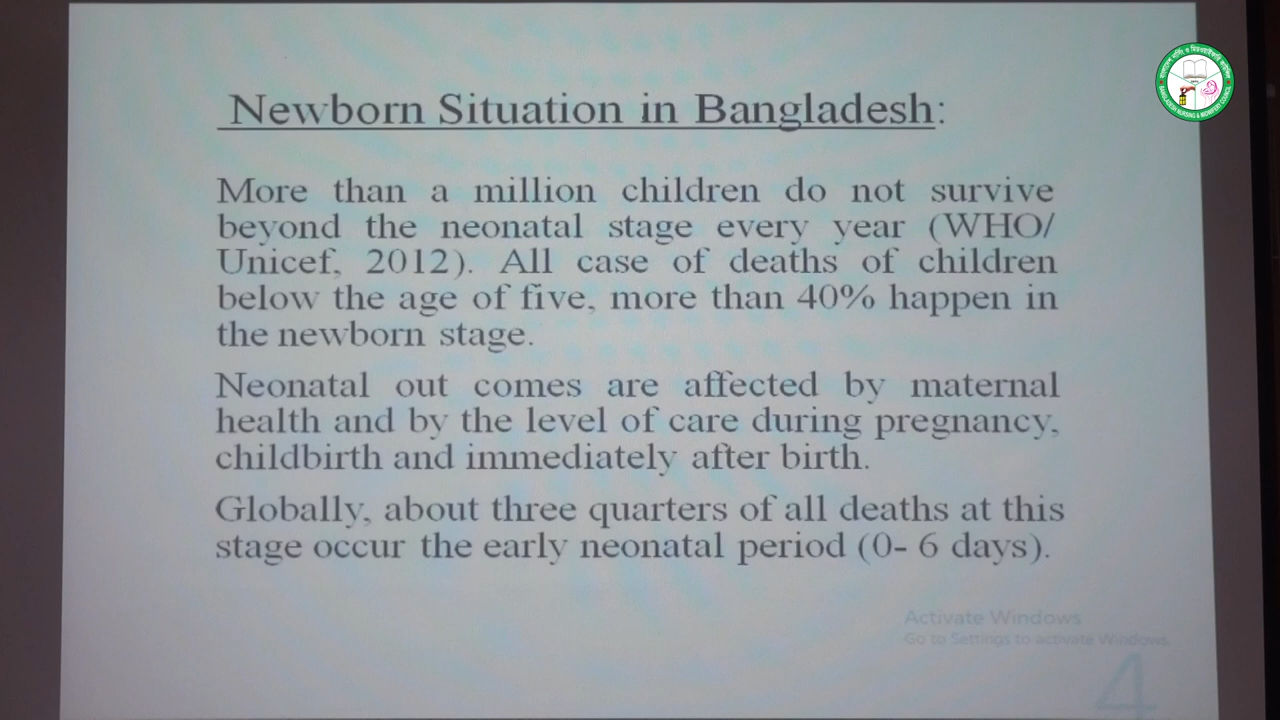 Newborn Situation in Bangladesh:
More than a million children do not survive
beyond the neonatal stage every year (WHO/
Unicef, 2012). All case of deaths of children
below the age of five, more than 40% happen in
the newborn stage.
Neonatal out comes are affected by maternal
health and by the level of care during pregnancy,
childbirth and immediately after birth.
Globally, about three quarters of all deaths at this
stage occur the early neonatal period (0- 6 days).
Activate Windows
Go to Settings to activate Windows.
4
BANGLADESH NURSING & MIDWIFERY COUNCIL